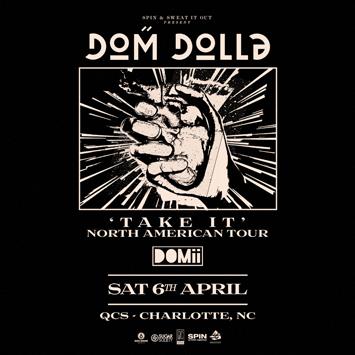 SPIN & SWEAT IT OUT
PRESENT
DOM DOLLA
'TAKE IT'
NORTH AMERICAN TOUR
DOMii
SAT 6TH APRIL
QCS - CHARLOTTE, NC
SPIN